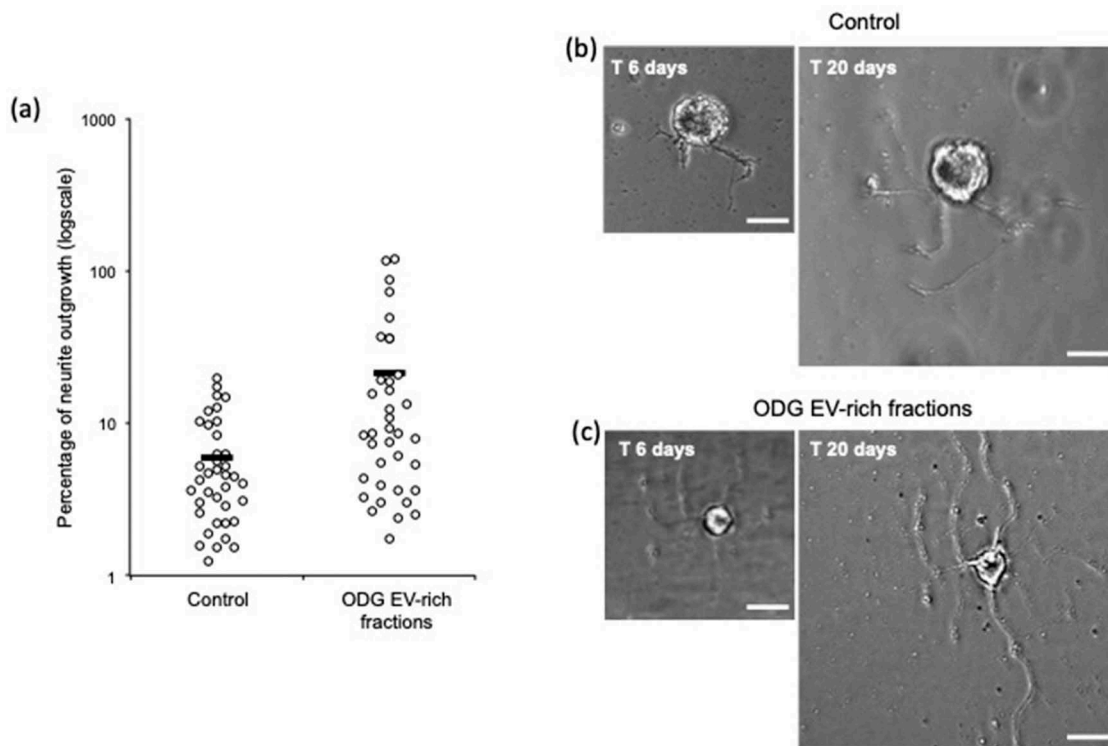 (a)
Percentage of neurite outgrowth (logscale)
1000
100
10
1
Control
ODG EV-rich
fractions
Control
(b)
T 6 days
T 20 days
ODG EV-rich fractions
(c)
T 6 days
T 20 days